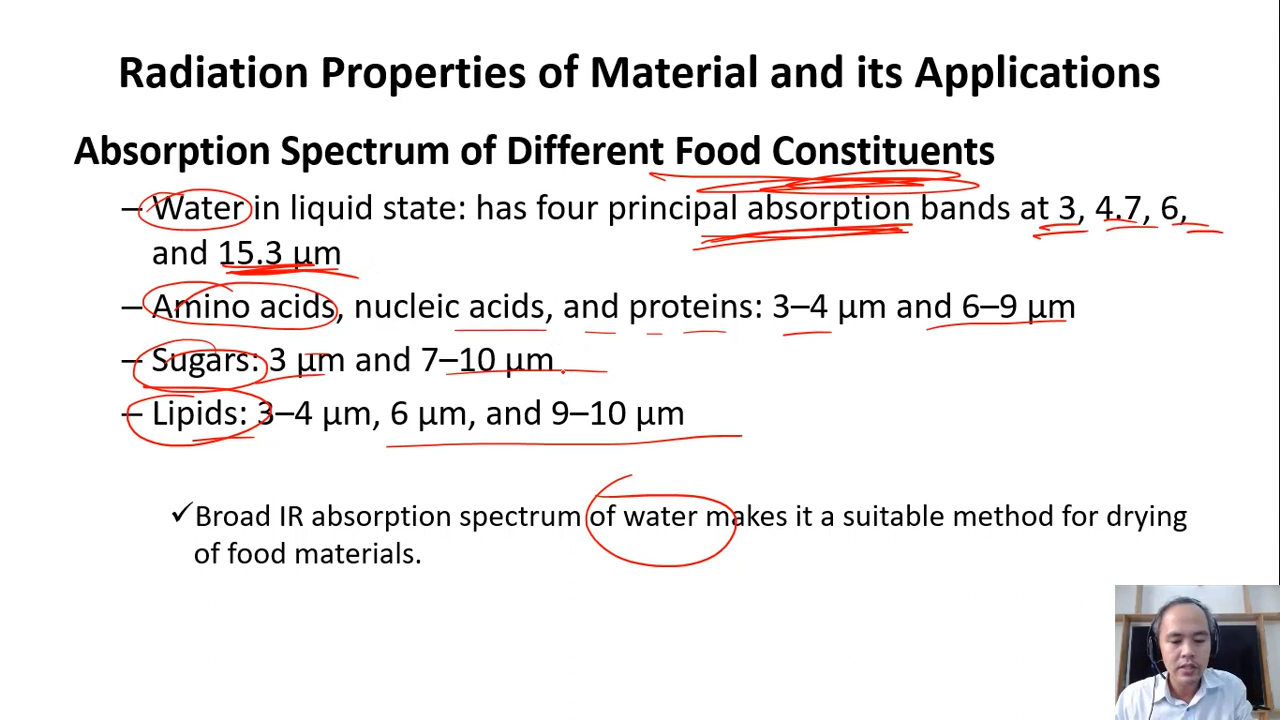 Radiation Properties of Material and its Applications
Absorption Spectrum of Different Food Constituents
– Water in liquid state: has four principal absorption bands at 3, 4.7, 6,
and 15.3 µm
– Amino acids, nucleic acids, and proteins: 3–4 µm and 6–9 µm
– Sugars: 3 µm and 7–10 µm
– Lipids: 3–4 µm, 6 µm, and 9–10 µm
✓Broad IR absorption spectrum of water makes it a suitable method for drying
of food materials.